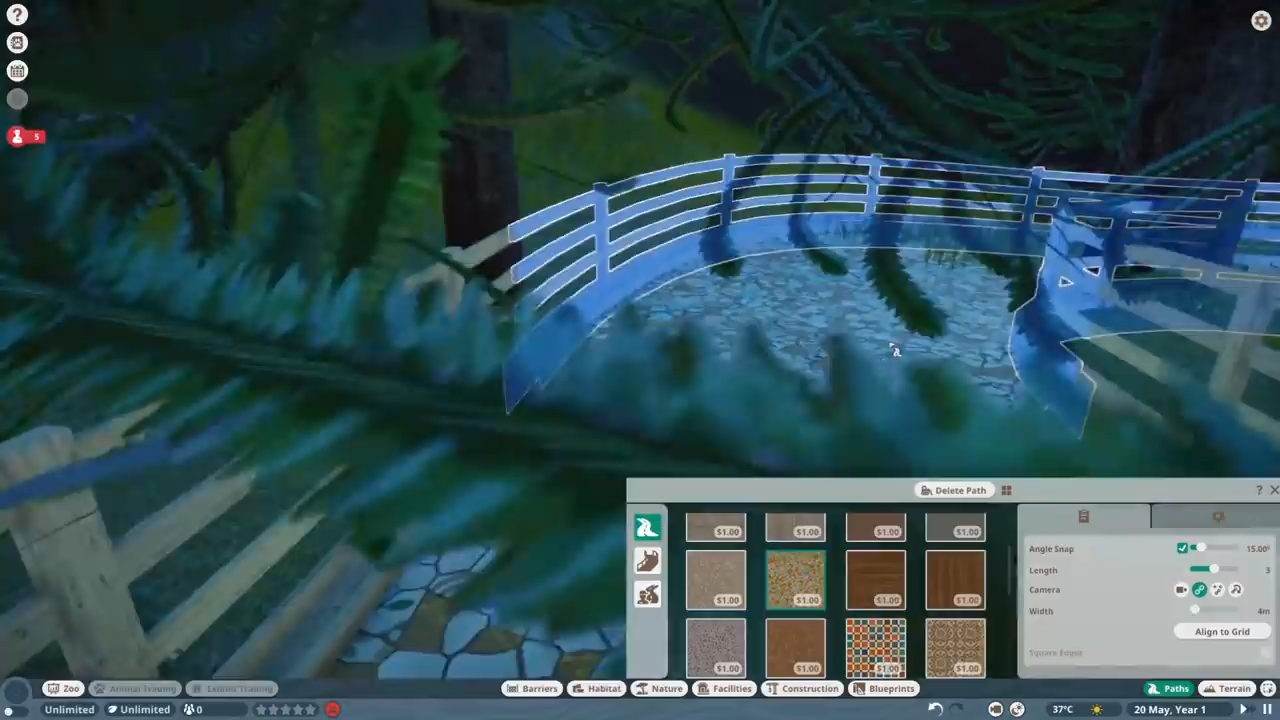 ?
5
Delete Path
?
$1.00 $1.00 $1.00 $1.00
$1.00 $1.00 $1.00 $1.00
$1.00 $1.00 $1.00 $1.00
Angle Snap 15.00°
Length 3
Camera
Width 4m
Align to Grid
Square Edges
Zoo Animal Trading Exhibit Trading Barriers Habitat Nature Facilities Construction Blueprints Paths Terrain
Unlimited Unlimited 0 37°C 20 May, Year 1